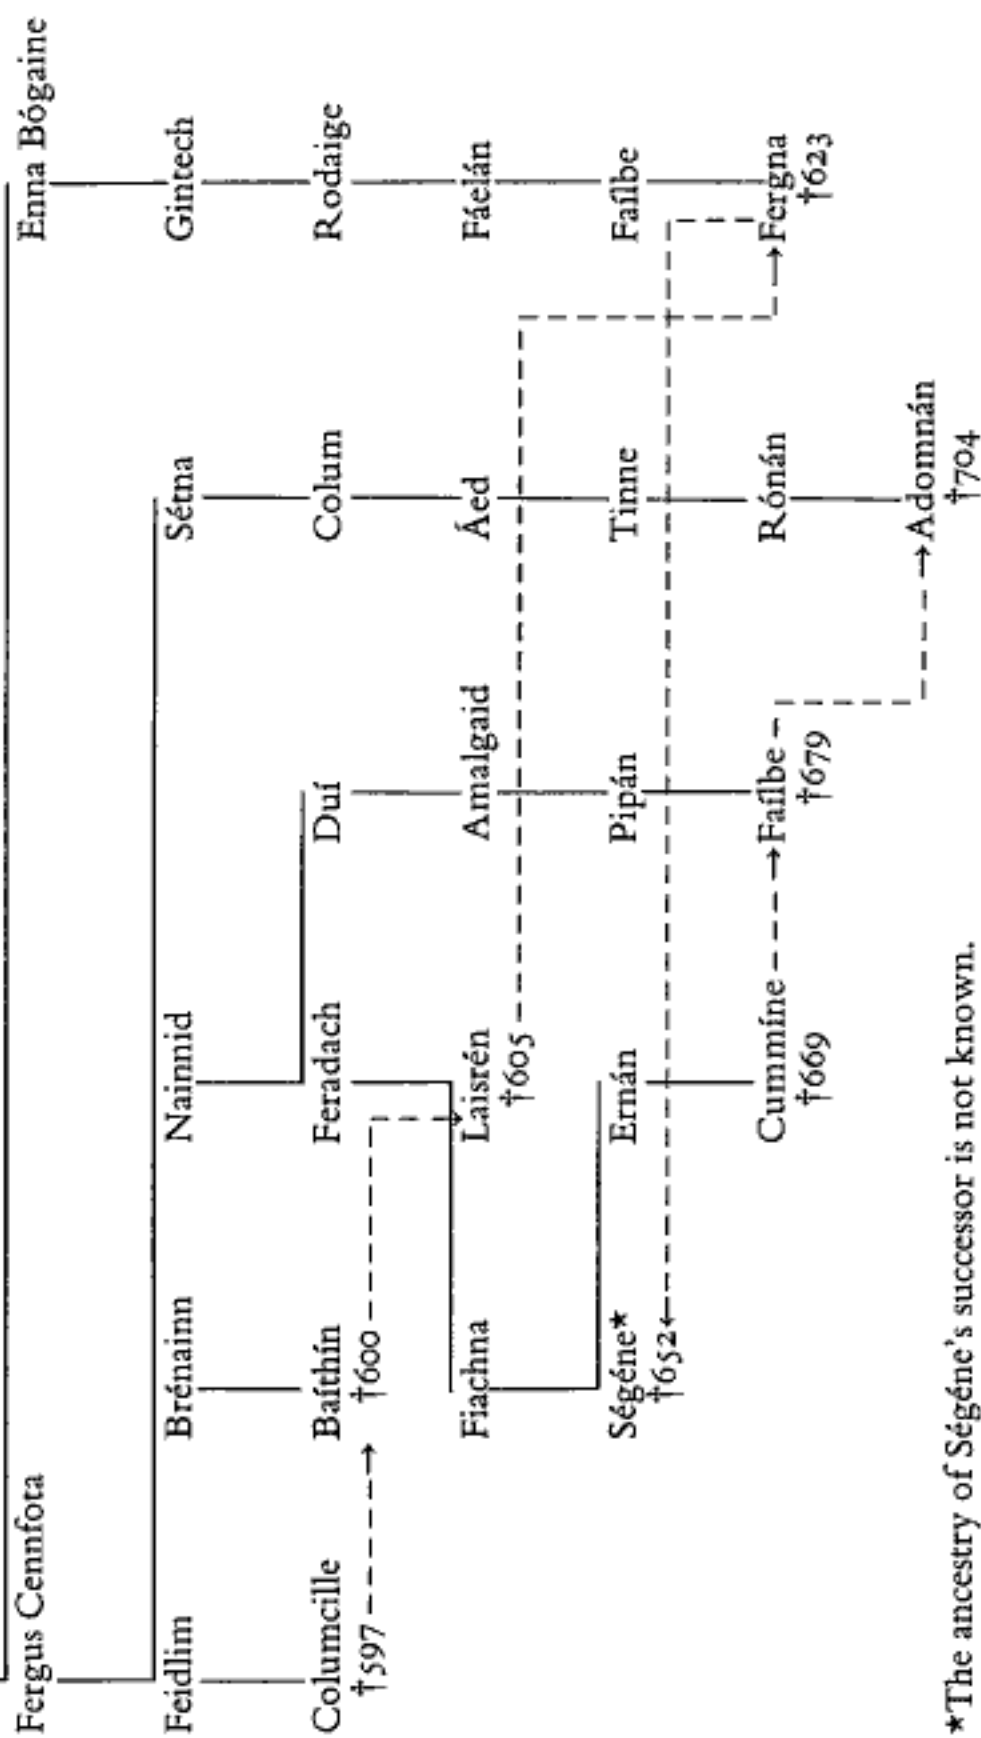 Fergus Cennfota Enna Bógaine
Feidlim Brénainn Nainnid Sétna Gintech
Columcille Baíthín Feradach Duí Colum Rodaige
†597 †600
Fiachna Laisrén Amalgaid Áed Fáelán
†605
Ségéne* Ernán Pipán Tinne Faílbe
†652
Cummíne Faílbe Rónán Fergna
†669 †679 †623
Adomnán
†704
*The ancestry of Ségéne's successor is not known.